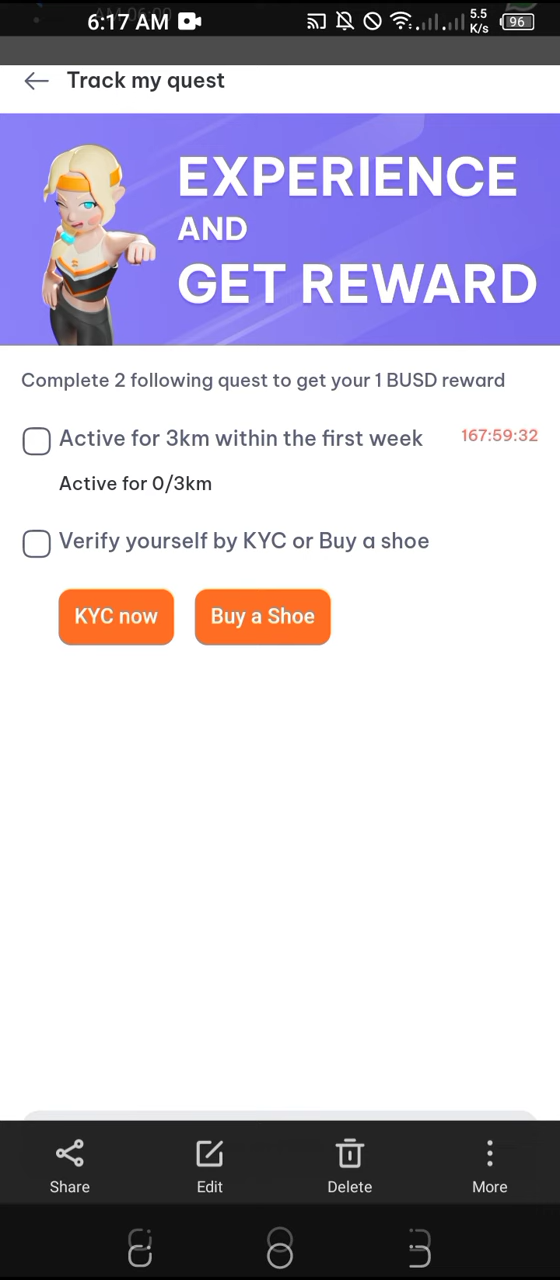 6:17 AM
5.5
K/s
96
Track my quest
EXPERIENCE
AND
GET REWARD
Complete 2 following quest to get your 1 BUSD reward
Active for 3km within the first week
167:59:32
Active for 0/3km
Verify yourself by KYC or Buy a shoe
KYC now
Buy a Shoe
Share
Edit
Delete
More